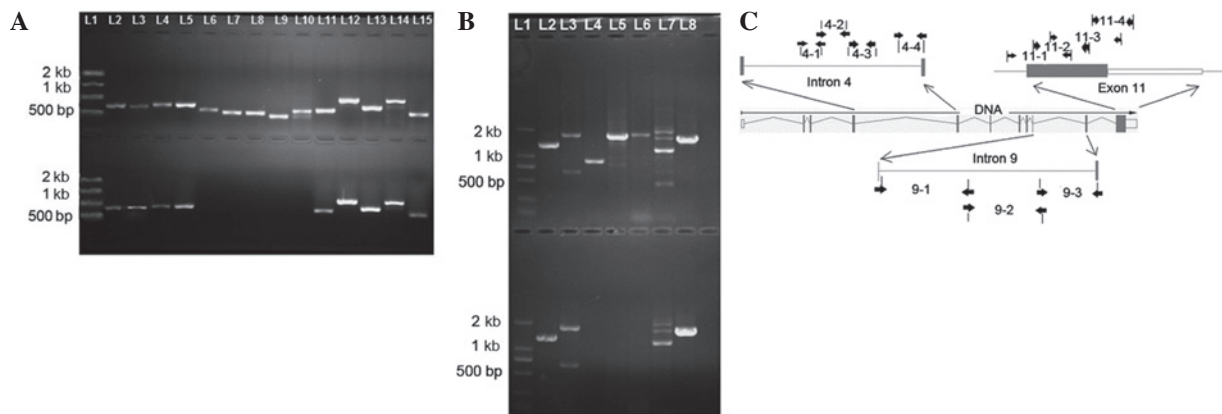 A
L1 L2 L3 L4 L5 L6 L7 L8 L9 L10 L11 L12 L13 L14 L15
2 kb
1 kb
500 bp
2 kb
1 kb
500 bp
B
L1 L2 L3 L4 L5 L6 L7 L8
2 kb
1 kb
500 bp
2 kb
1 kb
500 bp
C
4-2
4-1
4-3
4-4
Intron 4
11-4
11-3
11-2
11-1
Exon 11
DNA
Intron 9
9-1
9-3
9-2